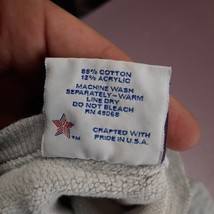 88% COTTON
12% ACRYLIC
MACHINE WASH
SEPARATELY-WARM
LINE DRY
DO NOT BLEACH
RN 48068
TM
CRAFTED WITH
PRIDE IN U.S.A.